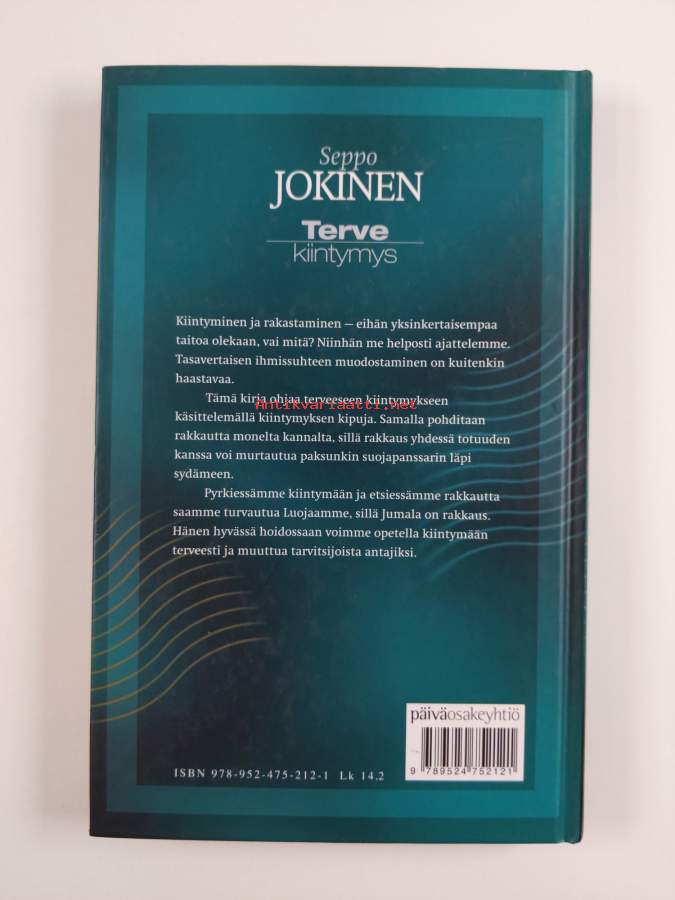 Seppo
JOKINEN
Terve
kiintymys
Kiintyminen ja rakastaminen – eihän yksinkertaisempaa
taitoa olekaan, vai mitä? Niinhän me helposti ajattelemme.
Tasavertaisen ihmissuhteen muodostaminen on kuitenkin
haastavaa.
Tämä kirja ohjaa terveeseen kiintymykseen
Antikvariaatti.net
käsittelemällä kiintymyksen kipuja. Samalla pohditaan
rakkautta monelta kannalta, sillä rakkaus yhdessä totuuden
kanssa voi murtautua paksunkin suojapanssarin läpi
sydämeen.
Pyrkiessämme kiintymään ja etsiessämme rakkautta
saamme turvautua Luojaamme, sillä Jumala on rakkaus.
Hänen hyvässä hoidossaan voimme opetella kiintymään
terveesti ja muuttua tarvitsijoista antajiksi.
päiväosakeyhtiö
9 789524 752121
ISBN 978-952-475-212-1 Lk 14.2